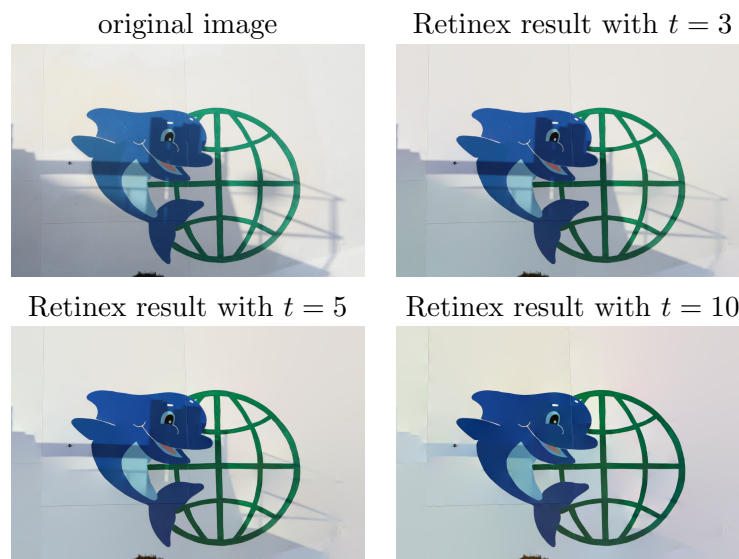 original image
Retinex result with t = 3
Retinex result with t = 5
Retinex result with t = 10